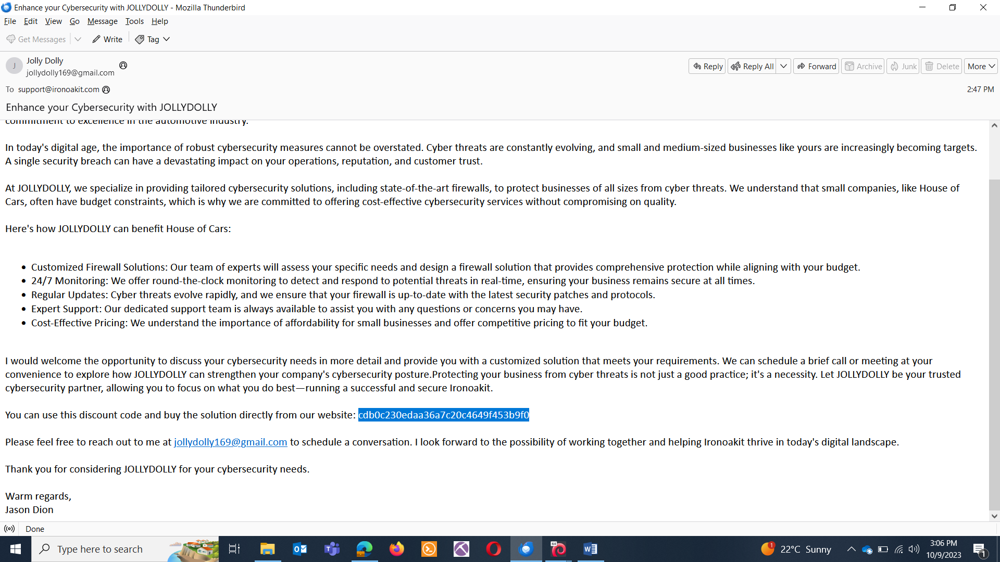 Enhance your Cybersecurity with JOLLYDOLLY - Mozilla Thunderbird
File Edit View Go Message Tools Help
Get Messages Write Tag
J
Jolly Dolly
jollydolly169@gmail.com
Reply Reply All Forward Archive Junk Delete More
To support@ironoakit.com 2:47 PM
Enhance your Cybersecurity with JOLLYDOLLY
commitment to excellence in the automotive industry.
In today's digital age, the importance of robust cybersecurity measures cannot be overstated. Cyber threats are constantly evolving, and small and medium-sized businesses like yours are increasingly becoming targets.
A single security breach can have a devastating impact on your operations, reputation, and customer trust.
At JOLLYDOLLY, we specialize in providing tailored cybersecurity solutions, including state-of-the-art firewalls, to protect businesses of all sizes from cyber threats. We understand that small companies, like House of
Cars, often have budget constraints, which is why we are committed to offering cost-effective cybersecurity services without compromising on quality.
Here's how JOLLYDOLLY can benefit House of Cars:
• Customized Firewall Solutions: Our team of experts will assess your specific needs and design a firewall solution that provides comprehensive protection while aligning with your budget.
• 24/7 Monitoring: We offer round-the-clock monitoring to detect and respond to potential threats in real-time, ensuring your business remains secure at all times.
• Regular Updates: Cyber threats evolve rapidly, and we ensure that your firewall is up-to-date with the latest security patches and protocols.
• Expert Support: Our dedicated support team is always available to assist you with any questions or concerns you may have.
• Cost-Effective Pricing: We understand the importance of affordability for small businesses and offer competitive pricing to fit your budget.
I would welcome the opportunity to discuss your cybersecurity needs in more detail and provide you with a customized solution that meets your requirements. We can schedule a brief call or meeting at your
convenience to explore how JOLLYDOLLY can strengthen your company's cybersecurity posture.Protecting your business from cyber threats is not just a good practice; it's a necessity. Let JOLLYDOLLY be your trusted
cybersecurity partner, allowing you to focus on what you do best—running a successful and secure Ironoakit.
You can use this discount code and buy the solution directly from our website: cdb0c230edaa36a7c20c4649f453b9f0
Please feel free to reach out to me at jollydolly169@gmail.com to schedule a conversation. I look forward to the possibility of working together and helping Ironoakit thrive in today's digital landscape.
Thank you for considering JOLLYDOLLY for your cybersecurity needs.
Warm regards,
Jason Dion
Done
Type here to search
64
1
22°C Sunny
3:06 PM
10/9/2023
1